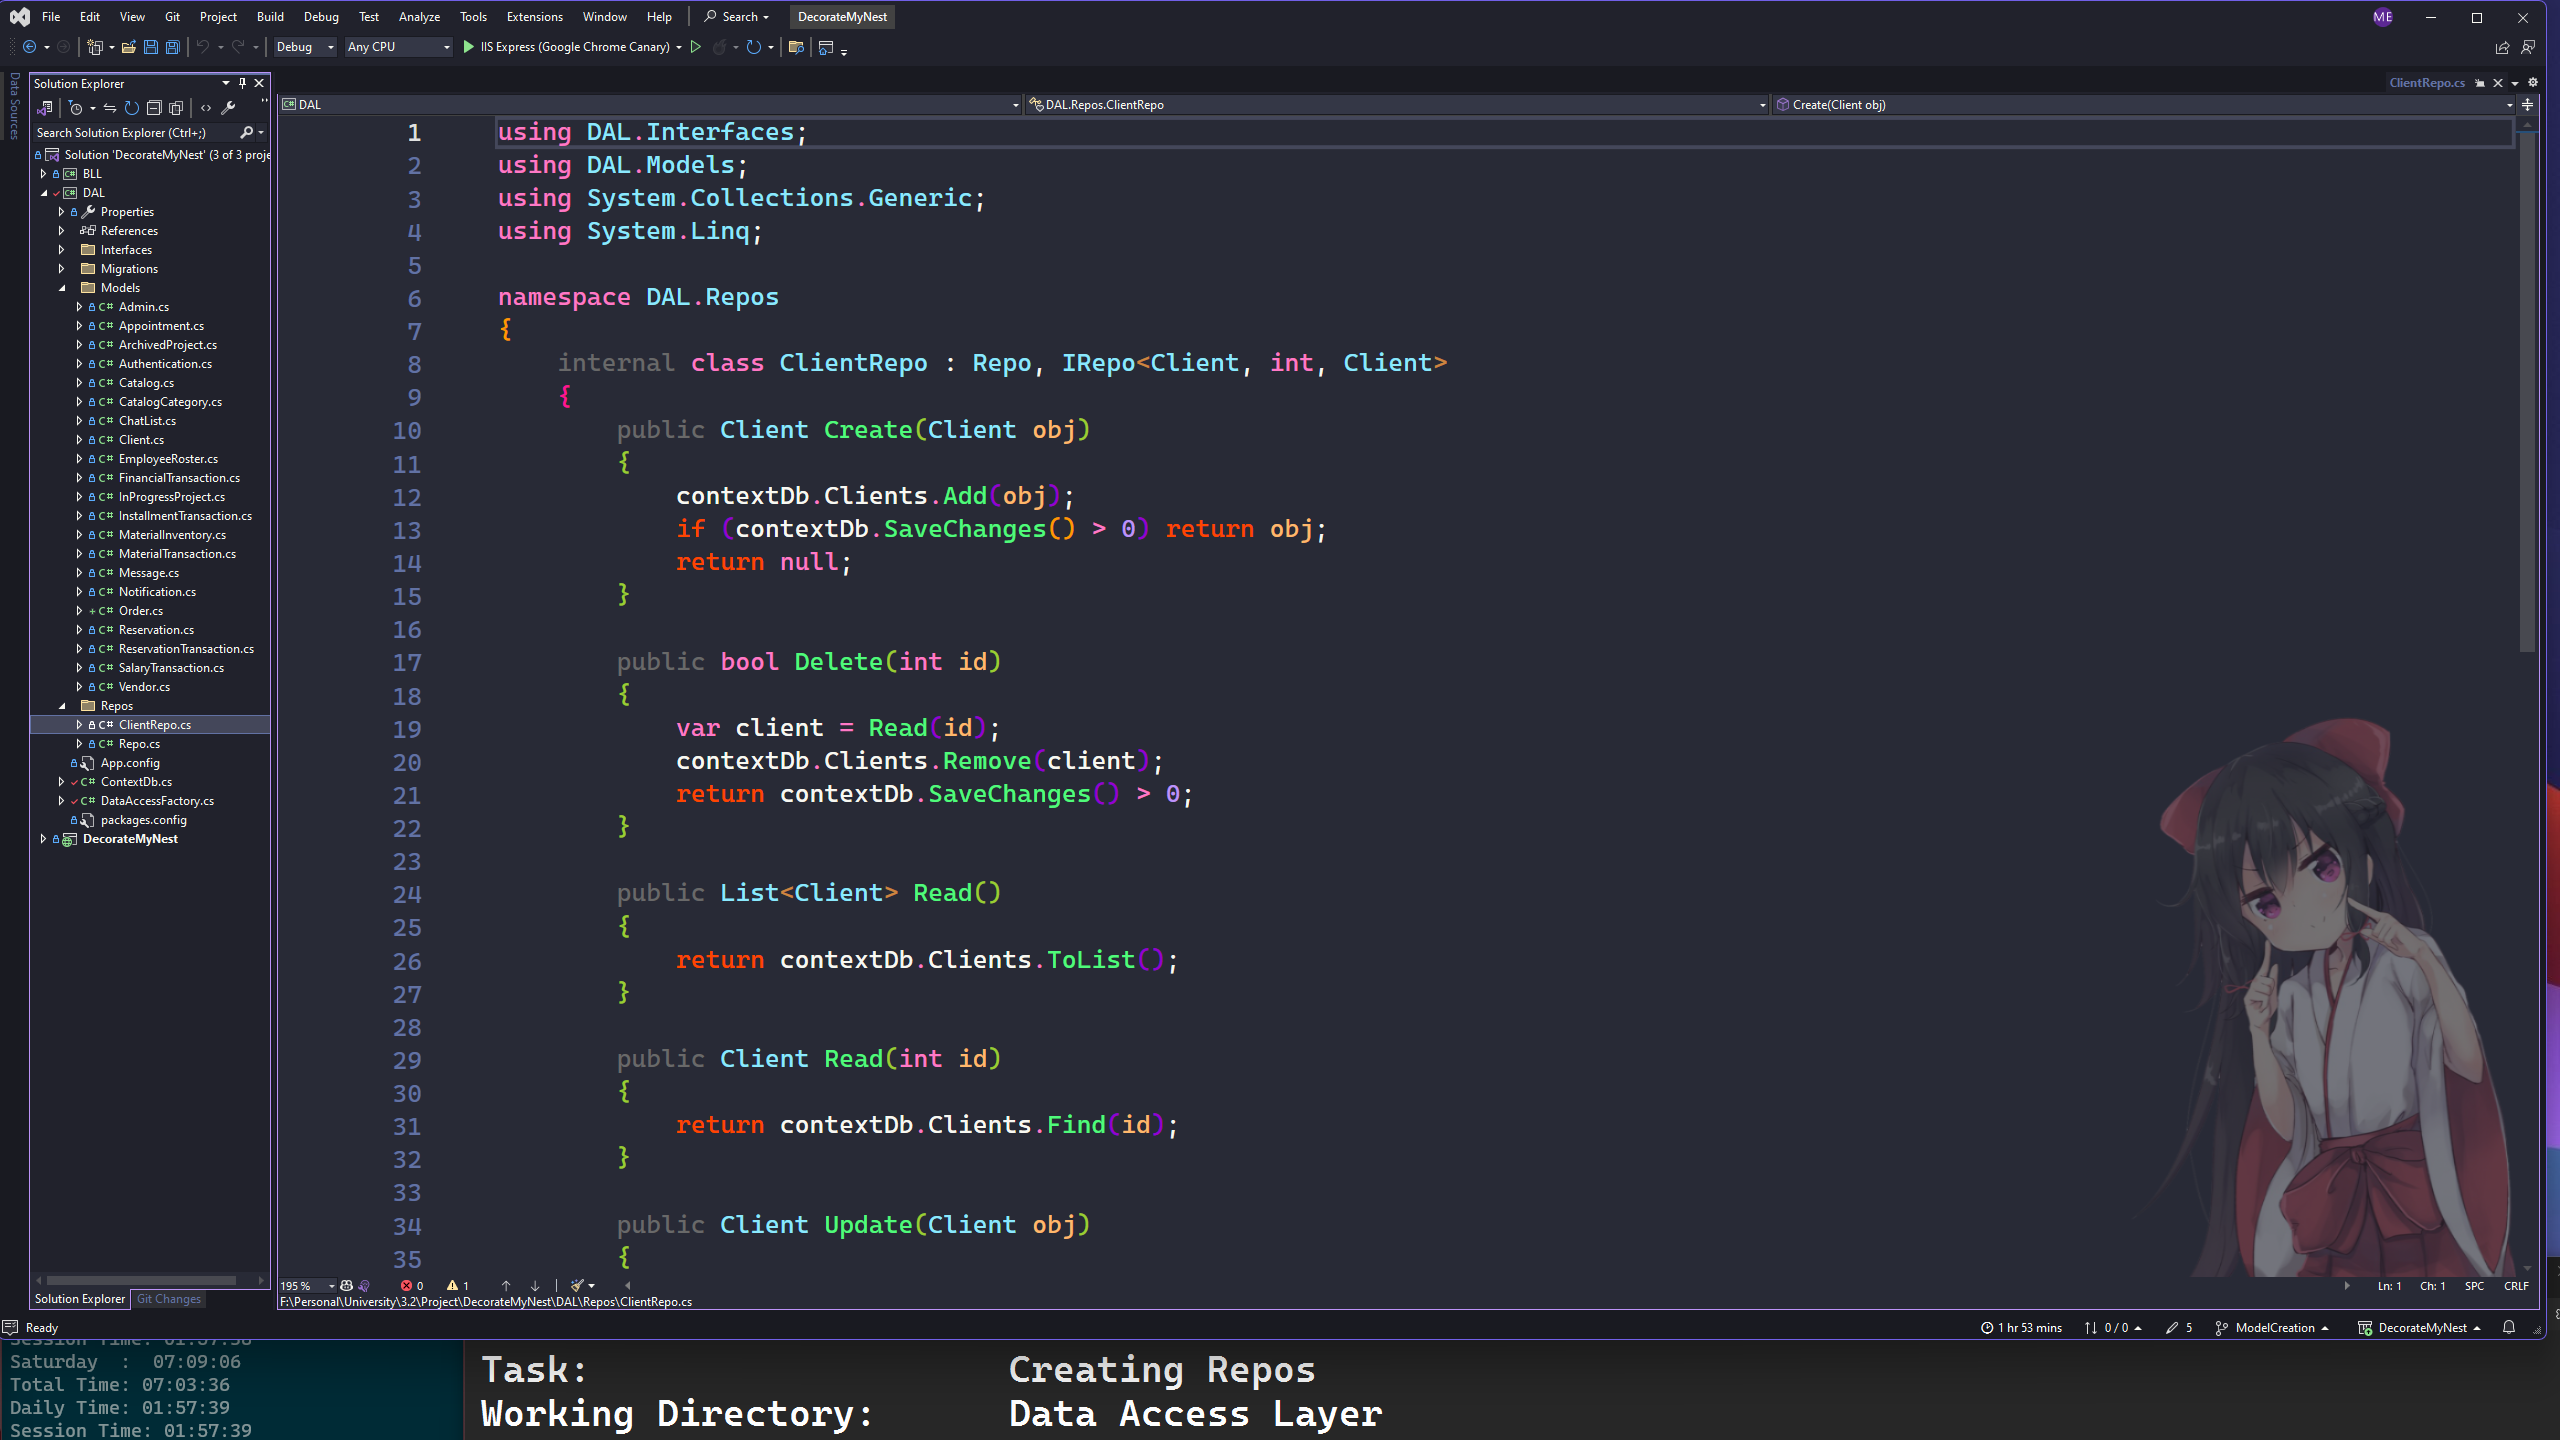 File Edit View Git Project Build Debug Test Analyze Tools Extensions Window Help Search DecorateMyNest ME
Debug Any CPU IIS Express (Google Chrome Canary)
Data Sources
Solution Explorer
Search Solution Explorer (Ctrl+;)
Solution 'DecorateMyNest' (3 of 3 proje
BLL
DAL
Properties
References
Interfaces
Migrations
Models
Admin.cs
Appointment.cs
ArchivedProject.cs
Authentication.cs
Catalog.cs
CatalogCategory.cs
ChatList.cs
Client.cs
EmployeeRoster.cs
FinancialTransaction.cs
InProgressProject.cs
InstallmentTransaction.cs
MaterialInventory.cs
MaterialTransaction.cs
Message.cs
Notification.cs
Order.cs
Reservation.cs
ReservationTransaction.cs
SalaryTransaction.cs
Vendor.cs
Repos
ClientRepo.cs
Repo.cs
App.config
ContextDb.cs
DataAccessFactory.cs
packages.config
DecorateMyNest
Solution Explorer Git Changes
ClientRepo.cs
DAL DAL.Repos.ClientRepo Create(Client obj)
1 using DAL.Interfaces;
2 using DAL.Models;
3 using System.Collections.Generic;
4 using System.Linq;
5
6 namespace DAL.Repos
7 {
8 internal class ClientRepo : Repo, IRepo<Client, int, Client>
9 {
10 public Client Create(Client obj)
11 {
12 contextDb.Clients.Add(obj);
13 if (contextDb.SaveChanges() > 0) return obj;
14 return null;
15 }
16
17 public bool Delete(int id)
18 {
19 var client = Read(id);
20 contextDb.Clients.Remove(client);
21 return contextDb.SaveChanges() > 0;
22 }
23
24 public List<Client> Read()
25 {
26 return contextDb.Clients.ToList();
27 }
28
29 public Client Read(int id)
30 {
31 return contextDb.Clients.Find(id);
32 }
33
34 public Client Update(Client obj)
35 {
195 % 0 1 Ln: 1 Ch: 1 SPC CRLF
F:\Personal\University\3.2\Project\DecorateMyNest\DAL\Repos\ClientRepo.cs
Ready 1 hr 53 mins 0 / 0 5 ModelCreation DecorateMyNest
Saturday : 07:09:06
Total Time: 07:03:36
Daily Time: 01:57:39
Session Time: 01:57:39
Task: Creating Repos
Working Directory: Data Access Layer